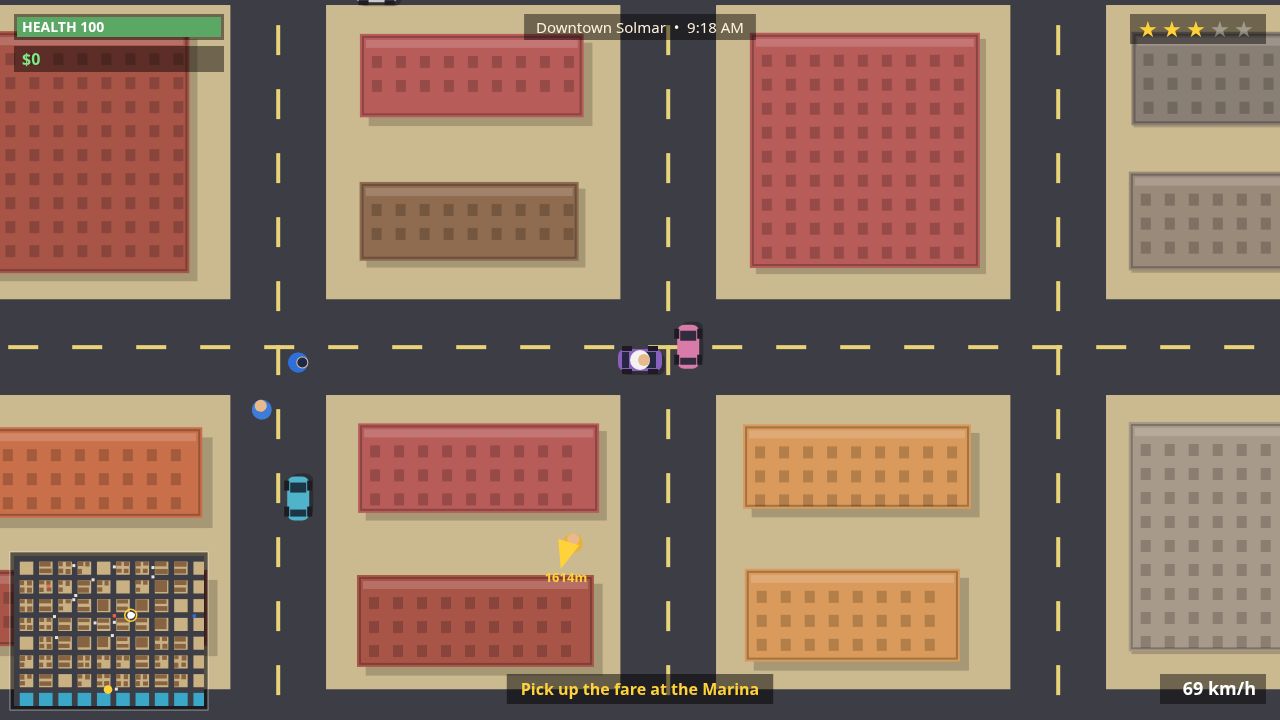 HEALTH 100
Downtown Solmar • 9:18 AM
$0
1614m
Pick up the fare at the Marina
69 km/h